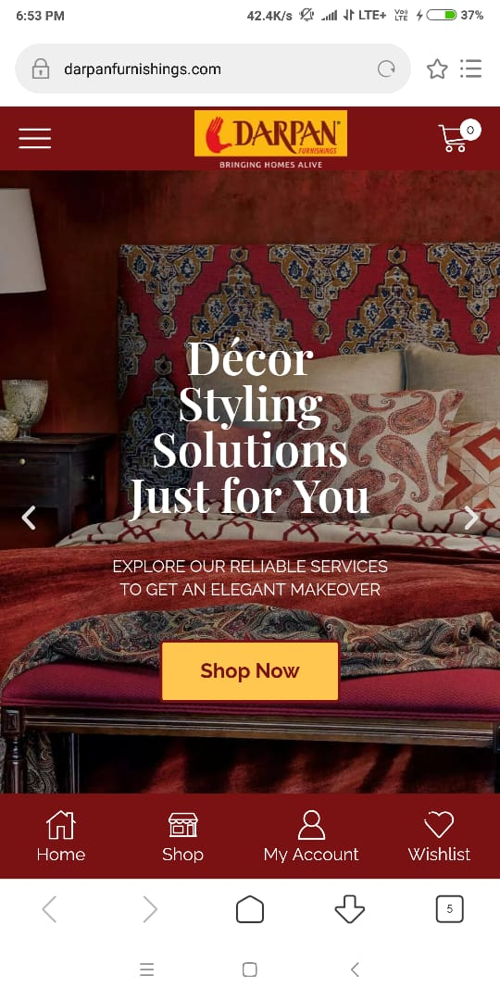 6:53 PM 42.4K/s LTE+ Vo) LTE 37%
darpanfurnishings.com
DARPAN®
FURNISHINGS
BRINGING HOMES ALIVE
0
Décor
Styling
Solutions
Just for You
EXPLORE OUR RELIABLE SERVICES
TO GET AN ELEGANT MAKEOVER
Shop Now
Home Shop My Account Wishlist
5